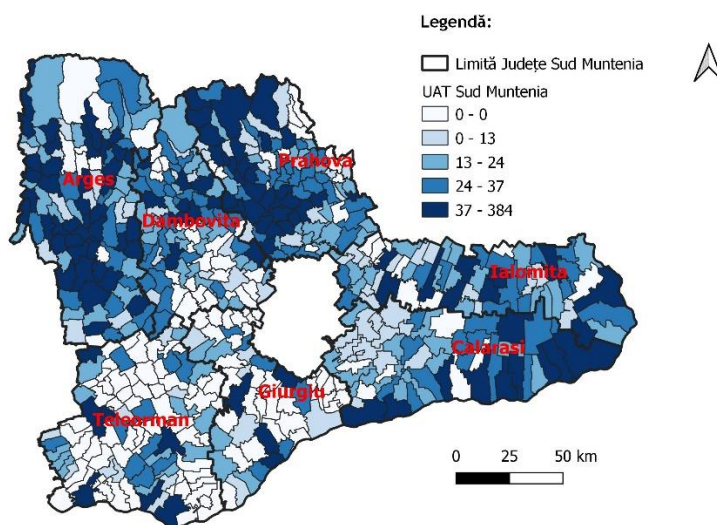 Legendă:
Limită Județe Sud Muntenia
UAT Sud Muntenia
0 - 0
0 - 13
13 - 24
24 - 37
37 - 384
Prahova
Arges
Dambovita
Ialomita
Calarasi
Giurgiu
Teleorman
0 25 50 km